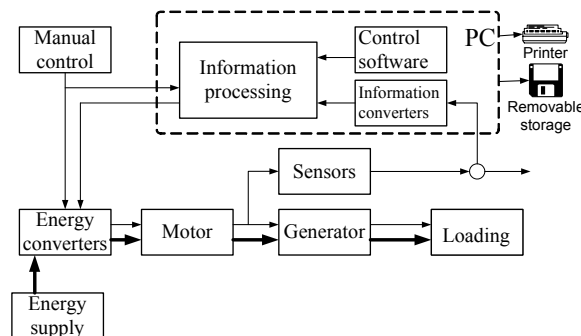 Manual
control
Information
processing
Control
software
PC
Information
converters
Printer
Removable
storage
Sensors
Energy
converters
Motor
Generator
Loading
Energy
supply